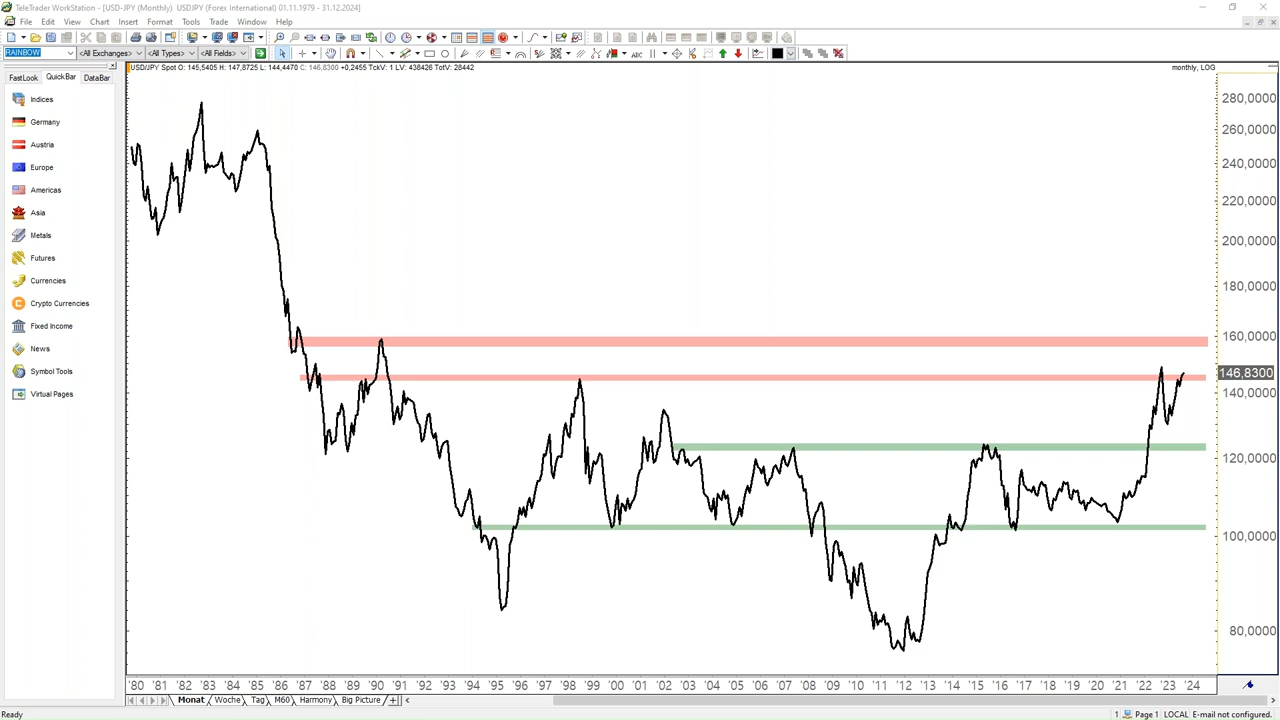 TeleTrader WorkStation - [USD-JPY (Monthly) USDJPY (Forex International) 01.11.1979 - 31.12.2024]
File Edit View Chart Insert Format Tools Trade Window Help
RAINBOW <All Exchanges> <All Types> <All Fields> ABC
FastLook QuickBar DataBar
USD/JPY Spot O: 145,5405 H: 147,8725 L: 144,4470 C: 146,8300 +0,2455 TckV: 1 LV: 438426 TotV: 28442
monthly, LOG
Indices
Germany
Austria
Europe
Americas
Asia
Metals
Futures
Currencies
Crypto Currencies
Fixed Income
News
Symbol Tools
Virtual Pages
280,0000
260,0000
240,0000
220,0000
200,0000
180,0000
160,0000
146,8300
140,0000
120,0000
100,0000
80,0000
'80 '81 '82 '83 '84 '85 '86 '87 '88 '89 '90 '91 '92 '93 '94 '95 '96 '97 '98 '99 '00 '01 '02 '03 '04 '05 '06 '07 '08 '09 '10 '11 '12 '13 '14 '15 '16 '17 '18 '19 '20 '21 '22 '23 '24
Monat Woche Tag M60 Harmony Big Picture
Ready
1 Page 1 LOCAL E-mail not configured.